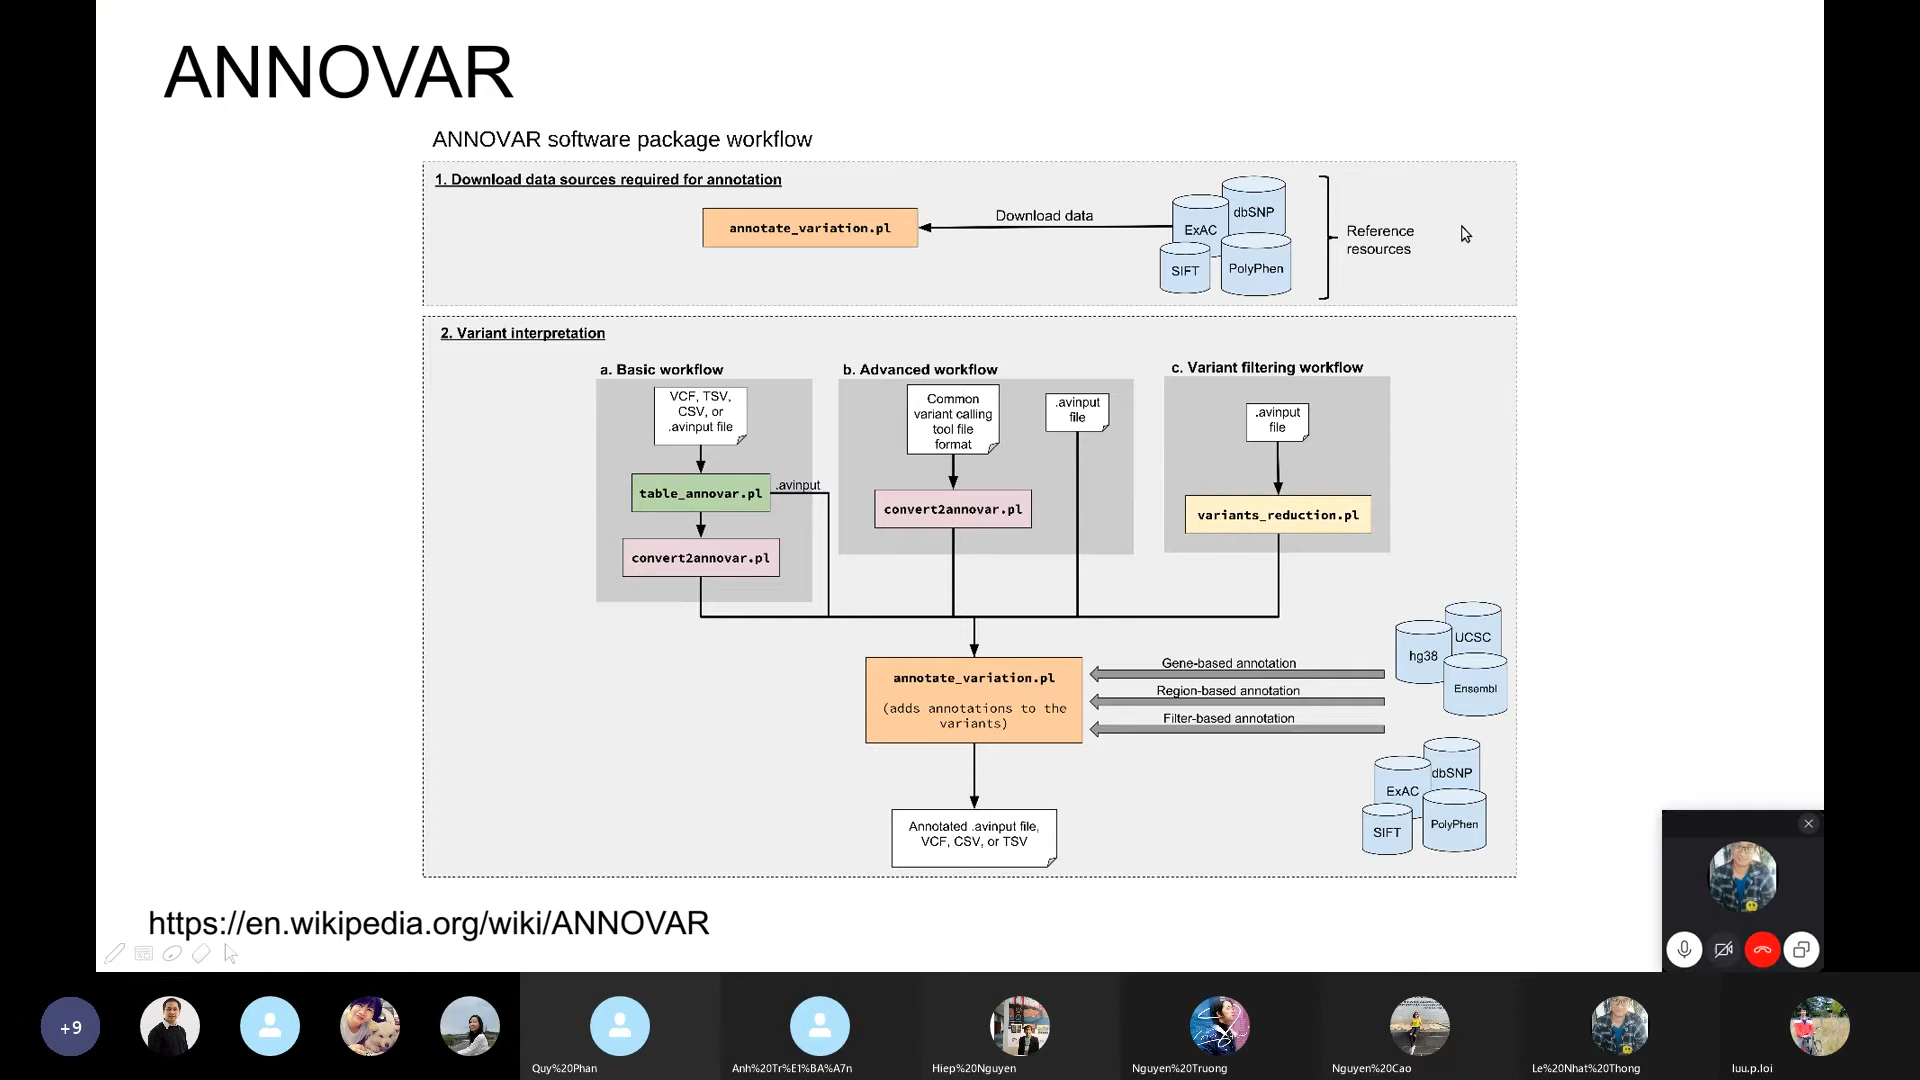 ANNOVAR
ANNOVAR software package workflow
1. Download data sources required for annotation
annotate_variation.pl
Download data
dbSNP
ExAC
SIFT
PolyPhen
Reference
resources
2. Variant interpretation
a. Basic workflow
VCF, TSV,
CSV, or
.avinput file
table_annovar.pl
.avinput
convert2annovar.pl
b. Advanced workflow
Common
variant calling
tool file
format
.avinput
file
convert2annovar.pl
c. Variant filtering workflow
.avinput
file
variants_reduction.pl
annotate_variation.pl
(adds annotations to the
variants)
Gene-based annotation
Region-based annotation
Filter-based annotation
UCSC
hg38
Ensembl
dbSNP
ExAC
SIFT
PolyPhen
Annotated .avinput file,
VCF, CSV, or TSV
https://en.wikipedia.org/wiki/ANNOVAR
+9
Quy%20Phan
Anh%20Tr%E1%BA%A7n
Hiep%20Nguyen
Nguyen%20Truong
Nguyen%20Cao
Le%20Nhat%20Thong
luu.p.loi